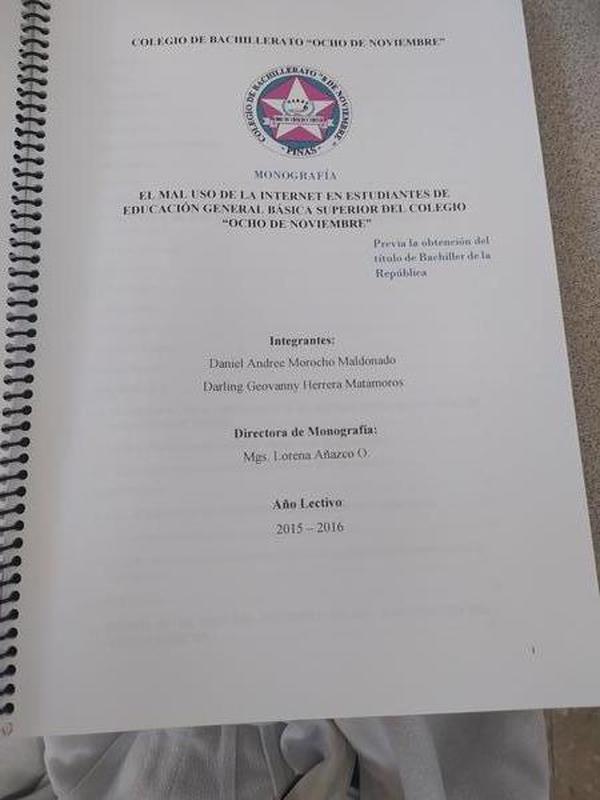 COLEGIO DE BACHILLERATO “OCHO DE NOVIEMBRE”
COLEGIO DE BACHILLERATO "8 DE NOVIEMBRE"
- PIÑAS -
MONOGRAFÍA
EL MAL USO DE LA INTERNET EN ESTUDIANTES DE
EDUCACIÓN GENERAL BÁSICA SUPERIOR DEL COLEGIO
“OCHO DE NOVIEMBRE”
Previa la obtención del
título de Bachiller de la
República
Integrantes:
Daniel Andree Morocho Maldonado
Darling Geovanny Herrera Matamoros
Directora de Monografía:
Mgs. Lorena Añazco O.
Año Lectivo
2015 – 2016
1